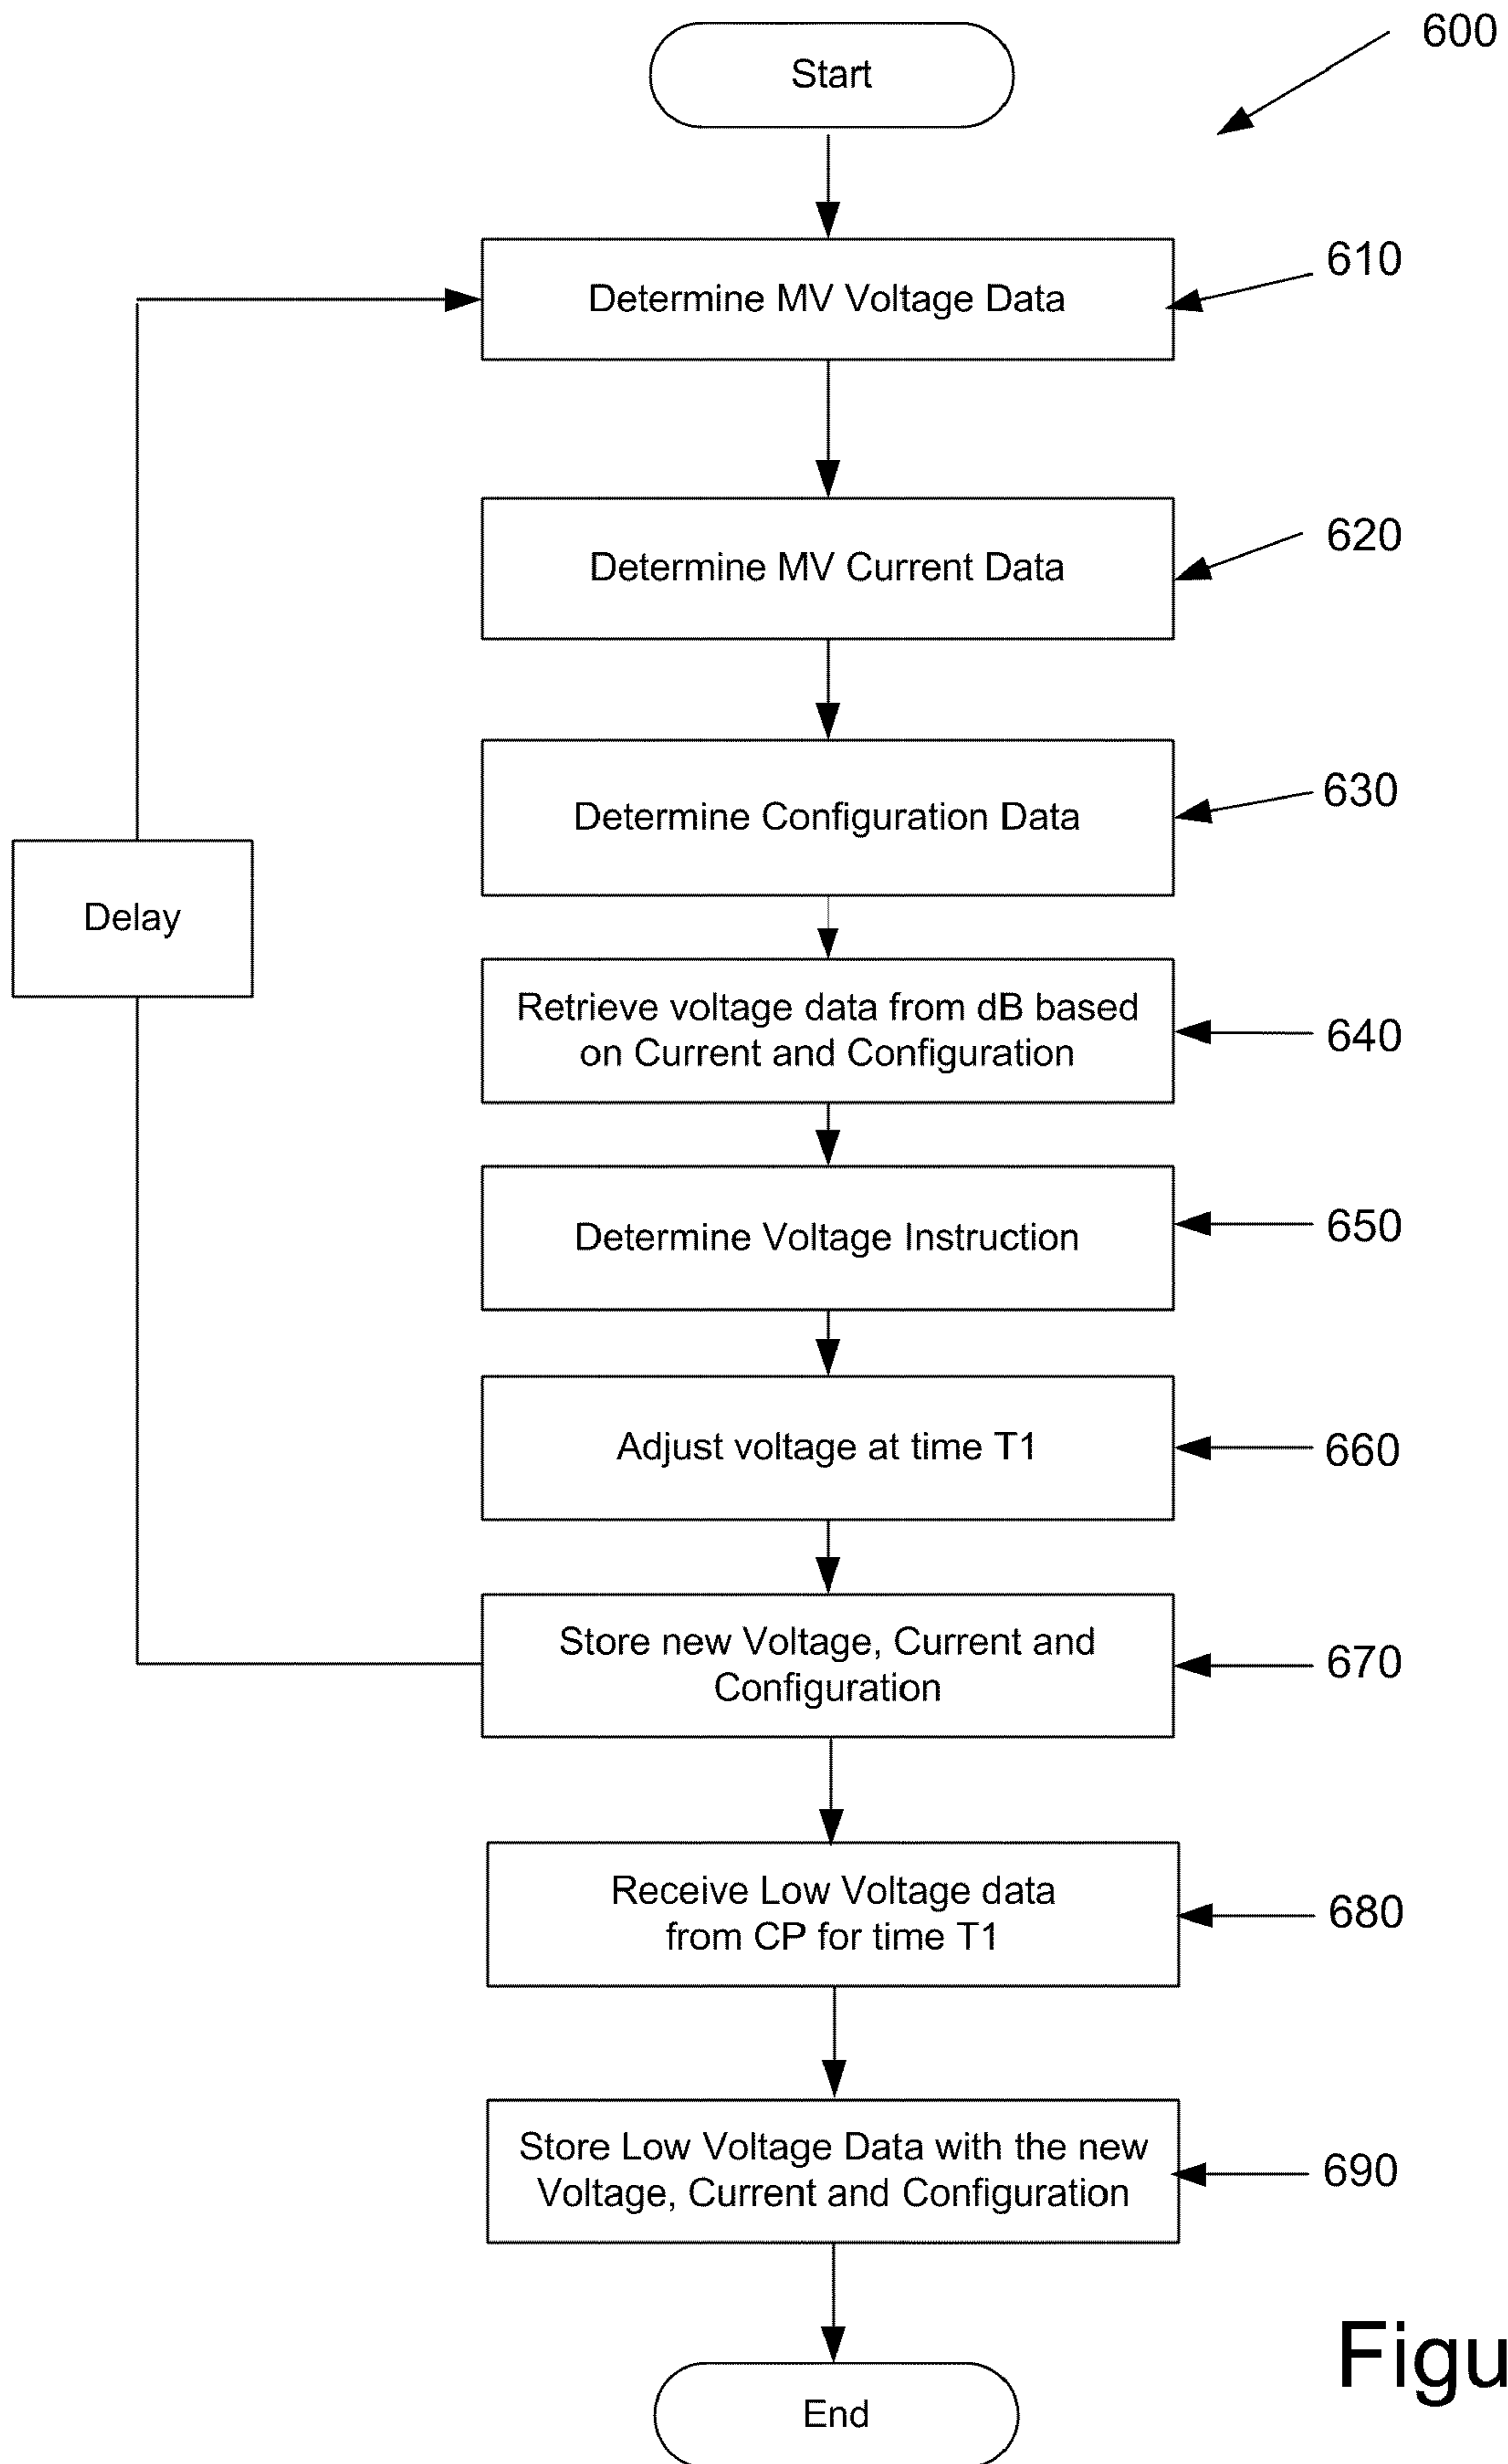 Start
600
Determine MV Voltage Data
610
Determine MV Current Data
620
Determine Configuration Data
630
Delay
Retrieve voltage data from dB based
on Current and Configuration
640
Determine Voltage Instruction
650
Adjust voltage at time T1
660
Store new Voltage, Current and
Configuration
670
Receive Low Voltage data
from CP for time T1
680
Store Low Voltage Data with the new
Voltage, Current and Configuration
690
End
Figu